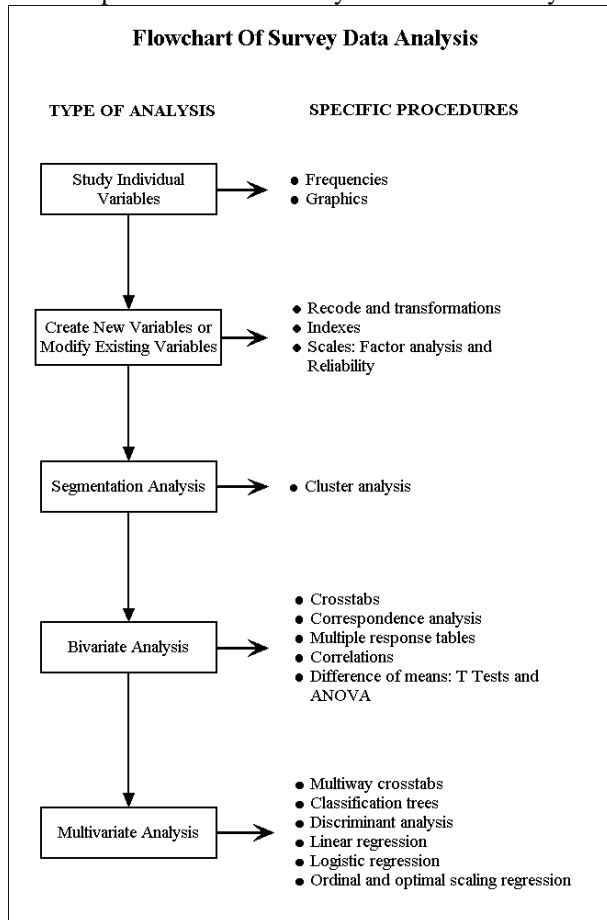 Flowchart Of Survey Data Analysis
TYPE OF ANALYSIS
SPECIFIC PROCEDURES
Study Individual
Variables
● Frequencies
● Graphics
Create New Variables or
Modify Existing Variables
● Recode and transformations
● Indexes
● Scales: Factor analysis and
Reliability
Segmentation Analysis
● Cluster analysis
Bivariate Analysis
● Crosstabs
● Correspondence analysis
● Multiple response tables
● Correlations
● Difference of means: T Tests and
ANOVA
Multivariate Analysis
● Multiway crosstabs
● Classification trees
● Discriminant analysis
● Linear regression
● Logistic regression
● Ordinal and optimal scaling regression